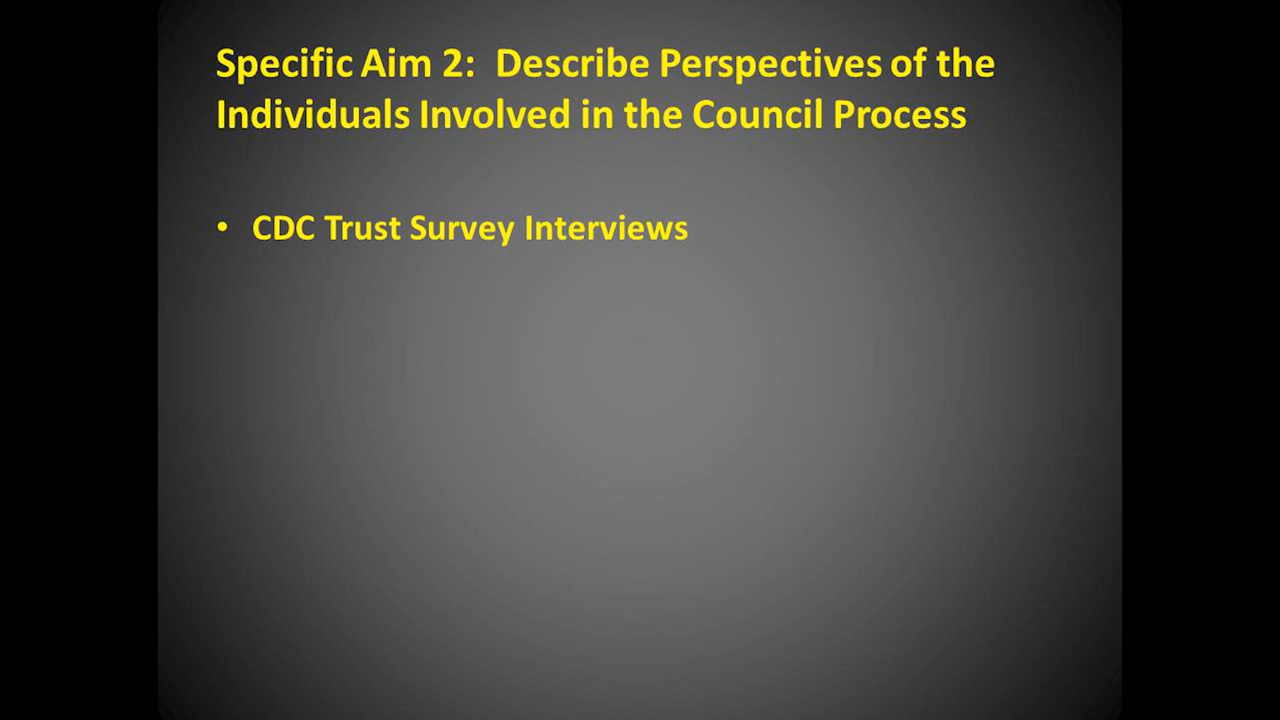 Specific Aim 2:  Describe Perspectives of the
Individuals Involved in the Council Process
• CDC Trust Survey Interviews